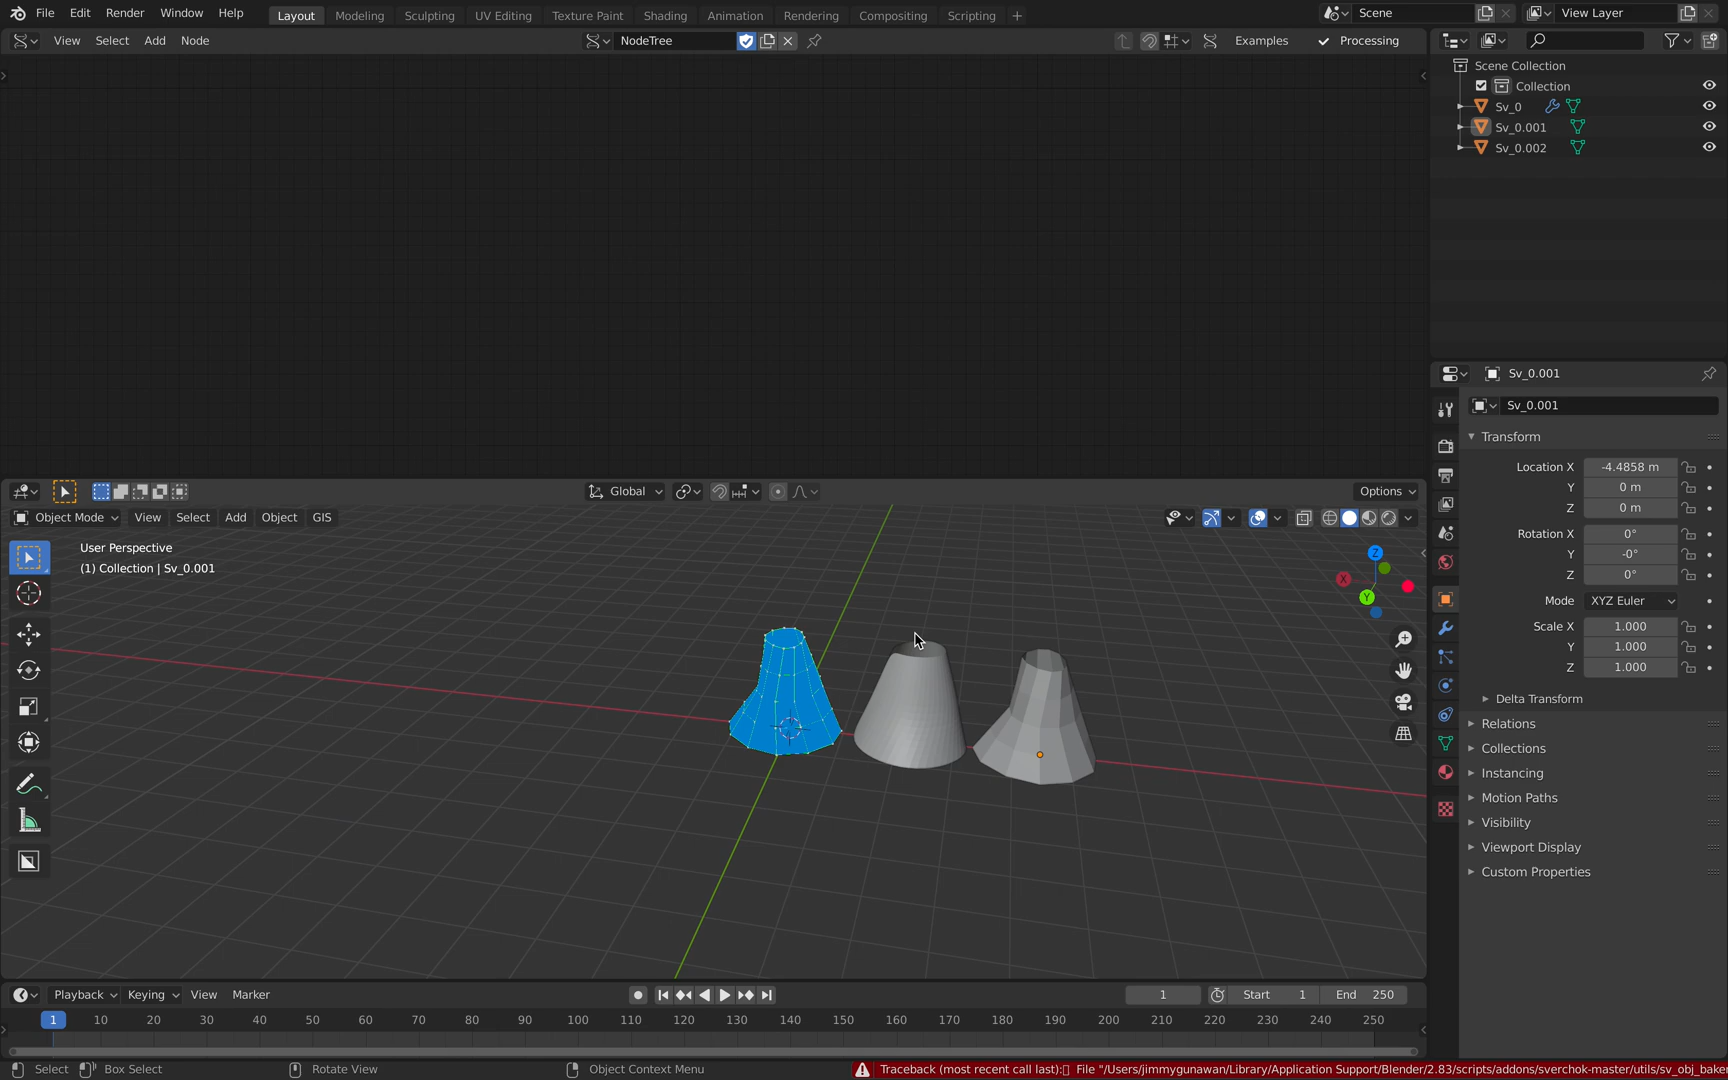 File Edit Render Window Help Layout Modeling Sculpting UV Editing Texture Paint Shading Animation Rendering Compositing Scripting + Scene View Layer
View Select Add Node NodeTree Examples Processing
Scene Collection
Collection
Sv_0
Sv_0.001
Sv_0.002
Sv_0.001
Sv_0.001
Transform
Location X -4.4858 m
Y 0 m
Z 0 m
Rotation X 0°
Y -0°
Z 0°
Mode XYZ Euler
Scale X 1.000
Y 1.000
Z 1.000
Delta Transform
Relations
Collections
Instancing
Motion Paths
Visibility
Viewport Display
Custom Properties
Global Options
Object Mode View Select Add Object GIS
User Perspective
(1) Collection | Sv_0.001
Z
X
Y
Playback Keying View Marker 1 Start 1 End 250
1 10 20 30 40 50 60 70 80 90 100 110 120 130 140 150 160 170 180 190 200 210 220 230 240 250
Select Box Select Rotate View Object Context Menu Traceback (most recent call last): File "/Users/jimmygunawan/Library/Application Support/Blender/2.83/scripts/addons/sverchok-master/utils/sv_obj_bake